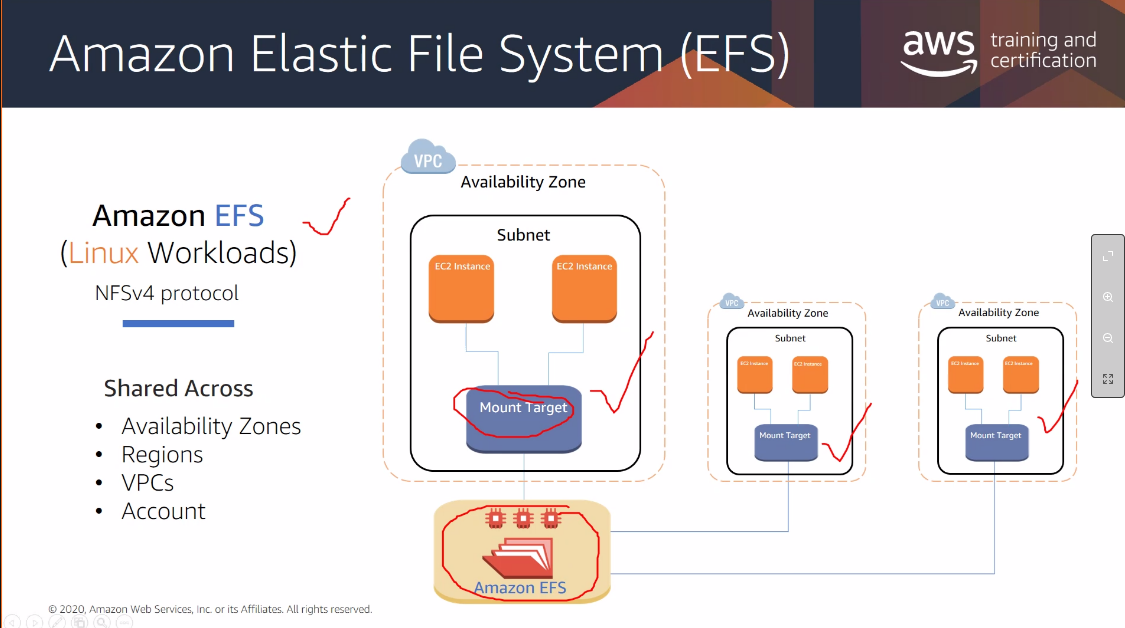 Amazon Elastic File System (EFS)
aws training and
certification
Amazon EFS
(Linux Workloads)
NFSv4 protocol
Shared Across
• Availability Zones
• Regions
• VPCs
• Account
VPC
Availability Zone
Subnet
EC2 Instance
EC2 Instance
Mount Target
Amazon EFS
VPC
Availability Zone
Subnet
EC2 Instance
EC2 Instance
Mount Target
VPC
Availability Zone
Subnet
EC2 Instance
EC2 Instance
Mount Target
© 2020, Amazon Web Services, Inc. or its Affiliates. All rights reserved.